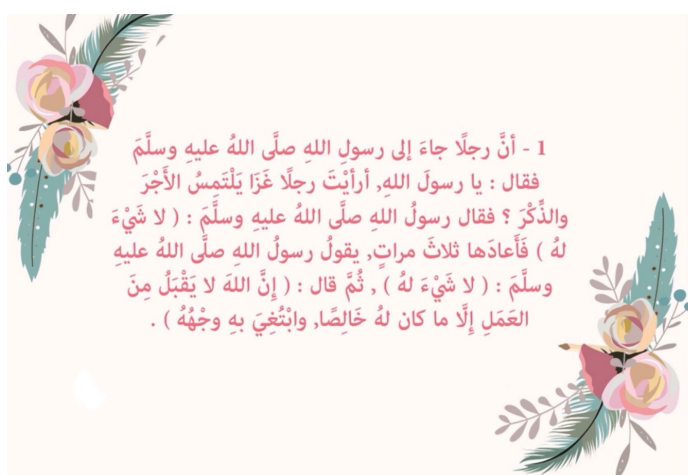 1 - أنَّ رجلًا جاءَ إلى رسولِ اللهِ صلَّى اللهُ عليهِ وسلَّمَ
فقال : يا رسولَ اللهِ, أرأيْتَ رجلًا غَزَا يَلْتَمِسُ الأَجْرَ
والذِّكْرَ ؟ فقال رسولُ اللهِ صلَّى اللهُ عليهِ وسلَّمَ : ( لا شَيْءَ
لهُ ) فَأَعادَها ثلاثَ مراتٍ, يقولُ رسولُ اللهِ صلَّى اللهُ عليهِ
وسلَّمَ : ( لا شَيْءَ لهُ ) , ثُمَّ قال : ( إِنَّ اللهَ لا يَقْبَلُ مِنَ
العَمَلِ إِلَّا ما كان لهُ خَالِصًا, وابْتُغِيَ بهِ وجْهُهُ ) .